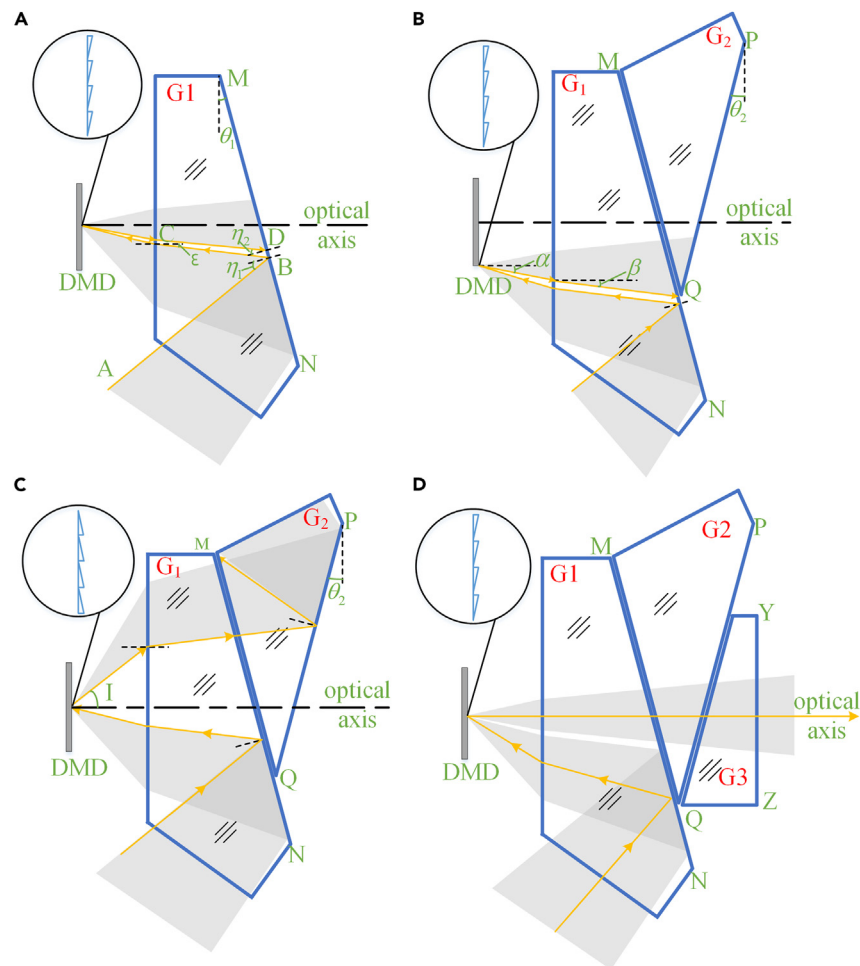 A
G1
M
θ1
optical
axis
C
ε
D
η2
η1
B
DMD
A
N
B
G2
P
M
G1
θ2
optical
axis
α
β
DMD
Q
N
C
G2
P
M
G1
θ2
I
optical
axis
DMD
Q
N
D
G2
P
M
G1
Y
optical
axis
DMD
G3
Q
Z
N